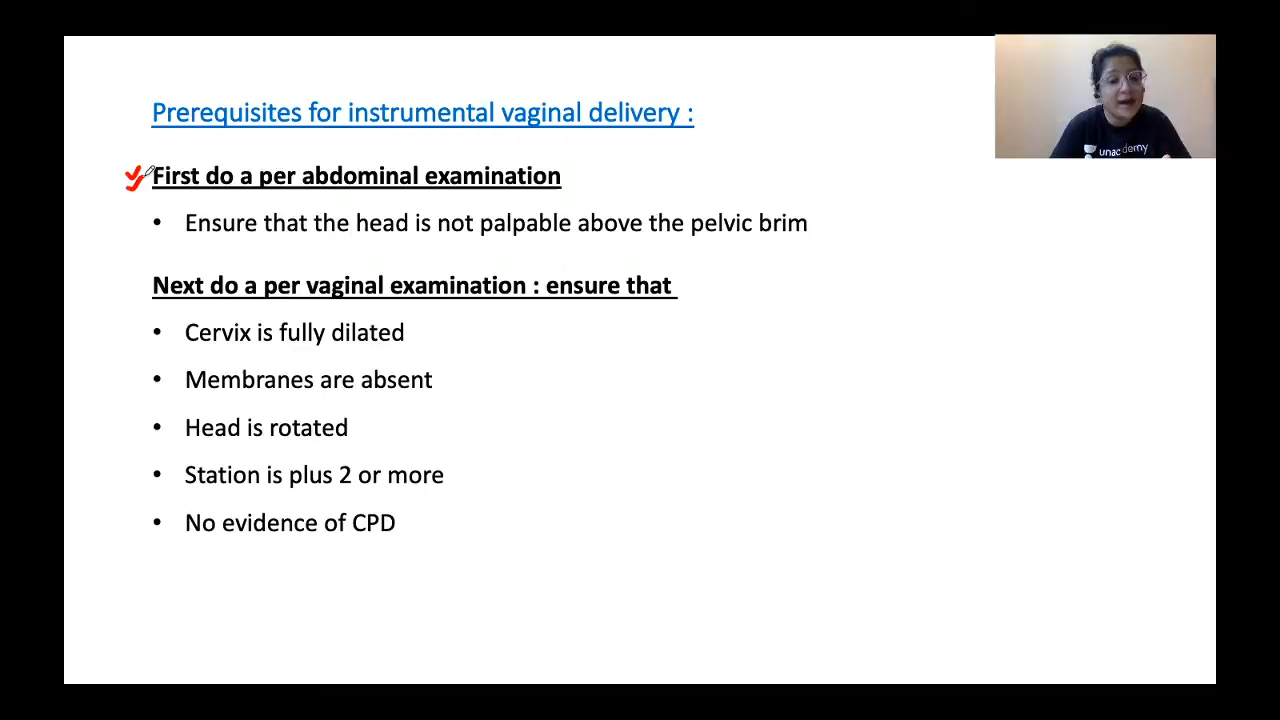 Prerequisites for instrumental vaginal delivery :
First do a per abdominal examination
• Ensure that the head is not palpable above the pelvic brim
Next do a per vaginal examination : ensure that
• Cervix is fully dilated
• Membranes are absent
• Head is rotated
• Station is plus 2 or more
• No evidence of CPD
unacademy